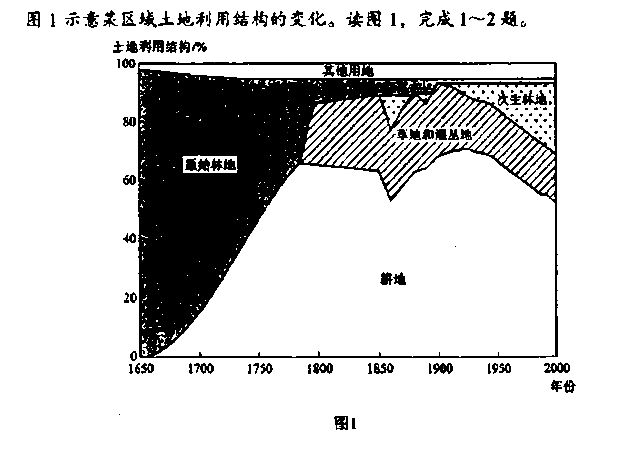 图1示意某区域土地利用结构的变化。读图1，完成1～2题。
土地利用结构/%
100
其他用地
次生林地
80
草地和灌丛地
原始林地
60
40
耕地
20
0
1650 1700 1750 1800 1850 1900 1950 2000
年份
图1